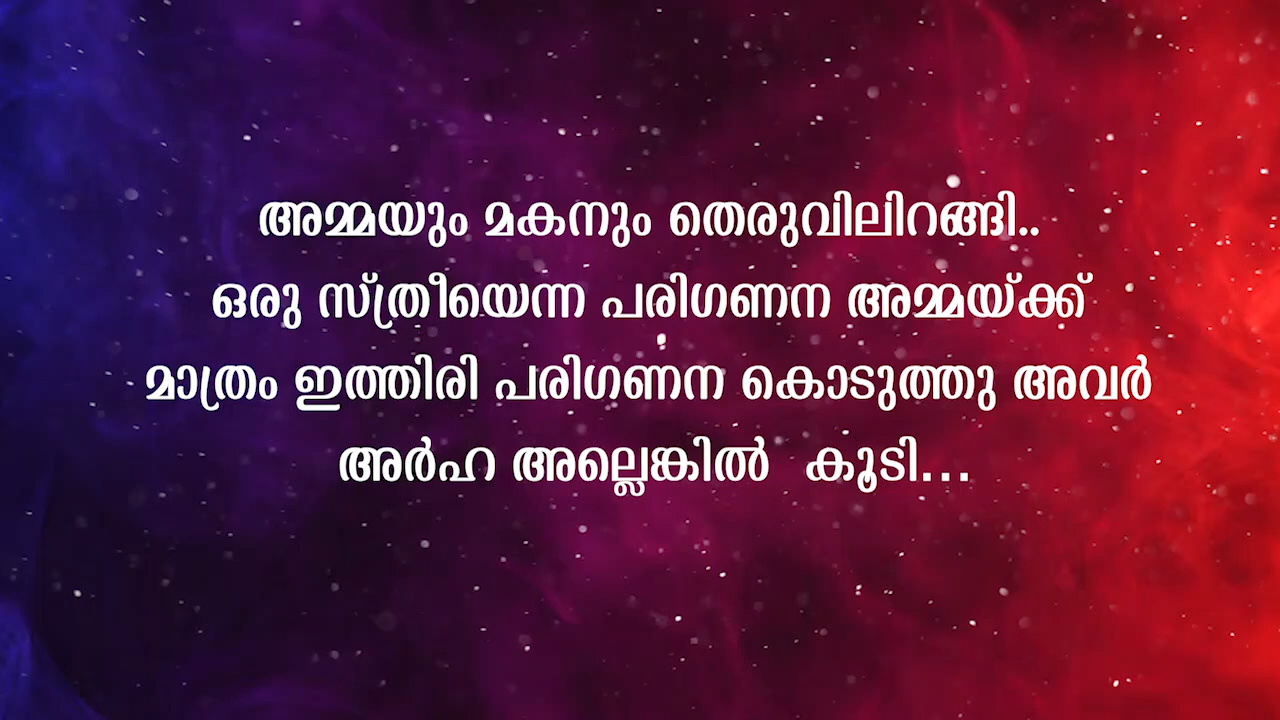 അമ്മയും മകനും തെരുവിലിറങ്ങി..
ഒരു സ്ത്രീയെന്ന പരിഗണന അമ്മയ്ക്ക്
മാത്രം ഇത്തിരി പരിഗണന കൊടുത്തു അവർ
അർഹ അല്ലെങ്കിൽ കൂടി...